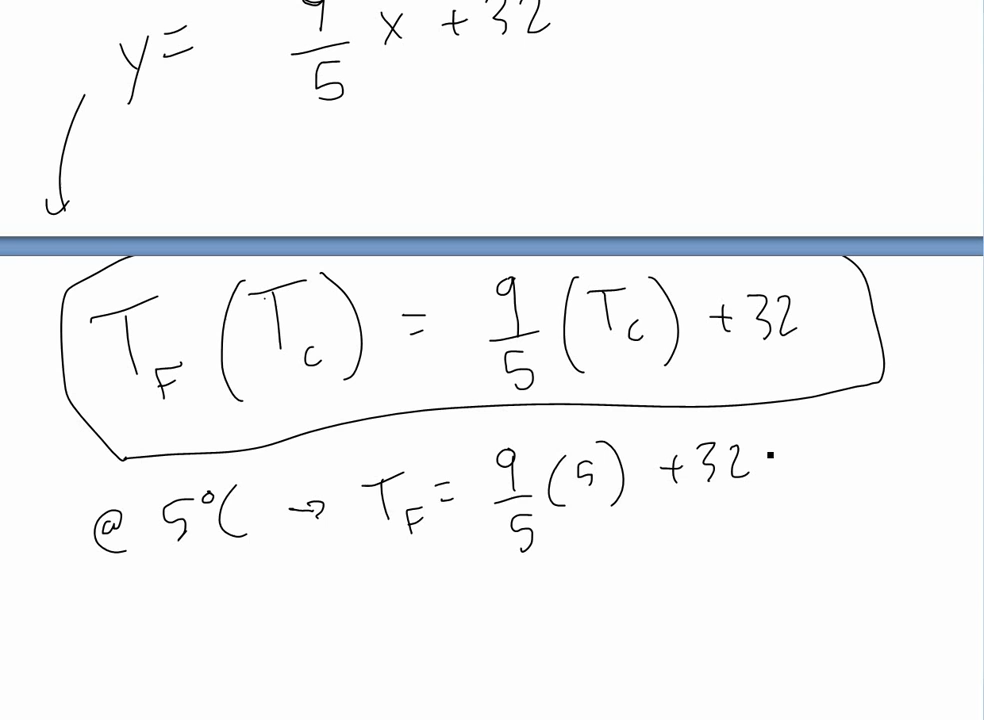 y = 9/5 x + 32
T_F (T_C) = 9/5 (T_C) + 32
@ 5°C → T_F = 9/5 (5) + 32